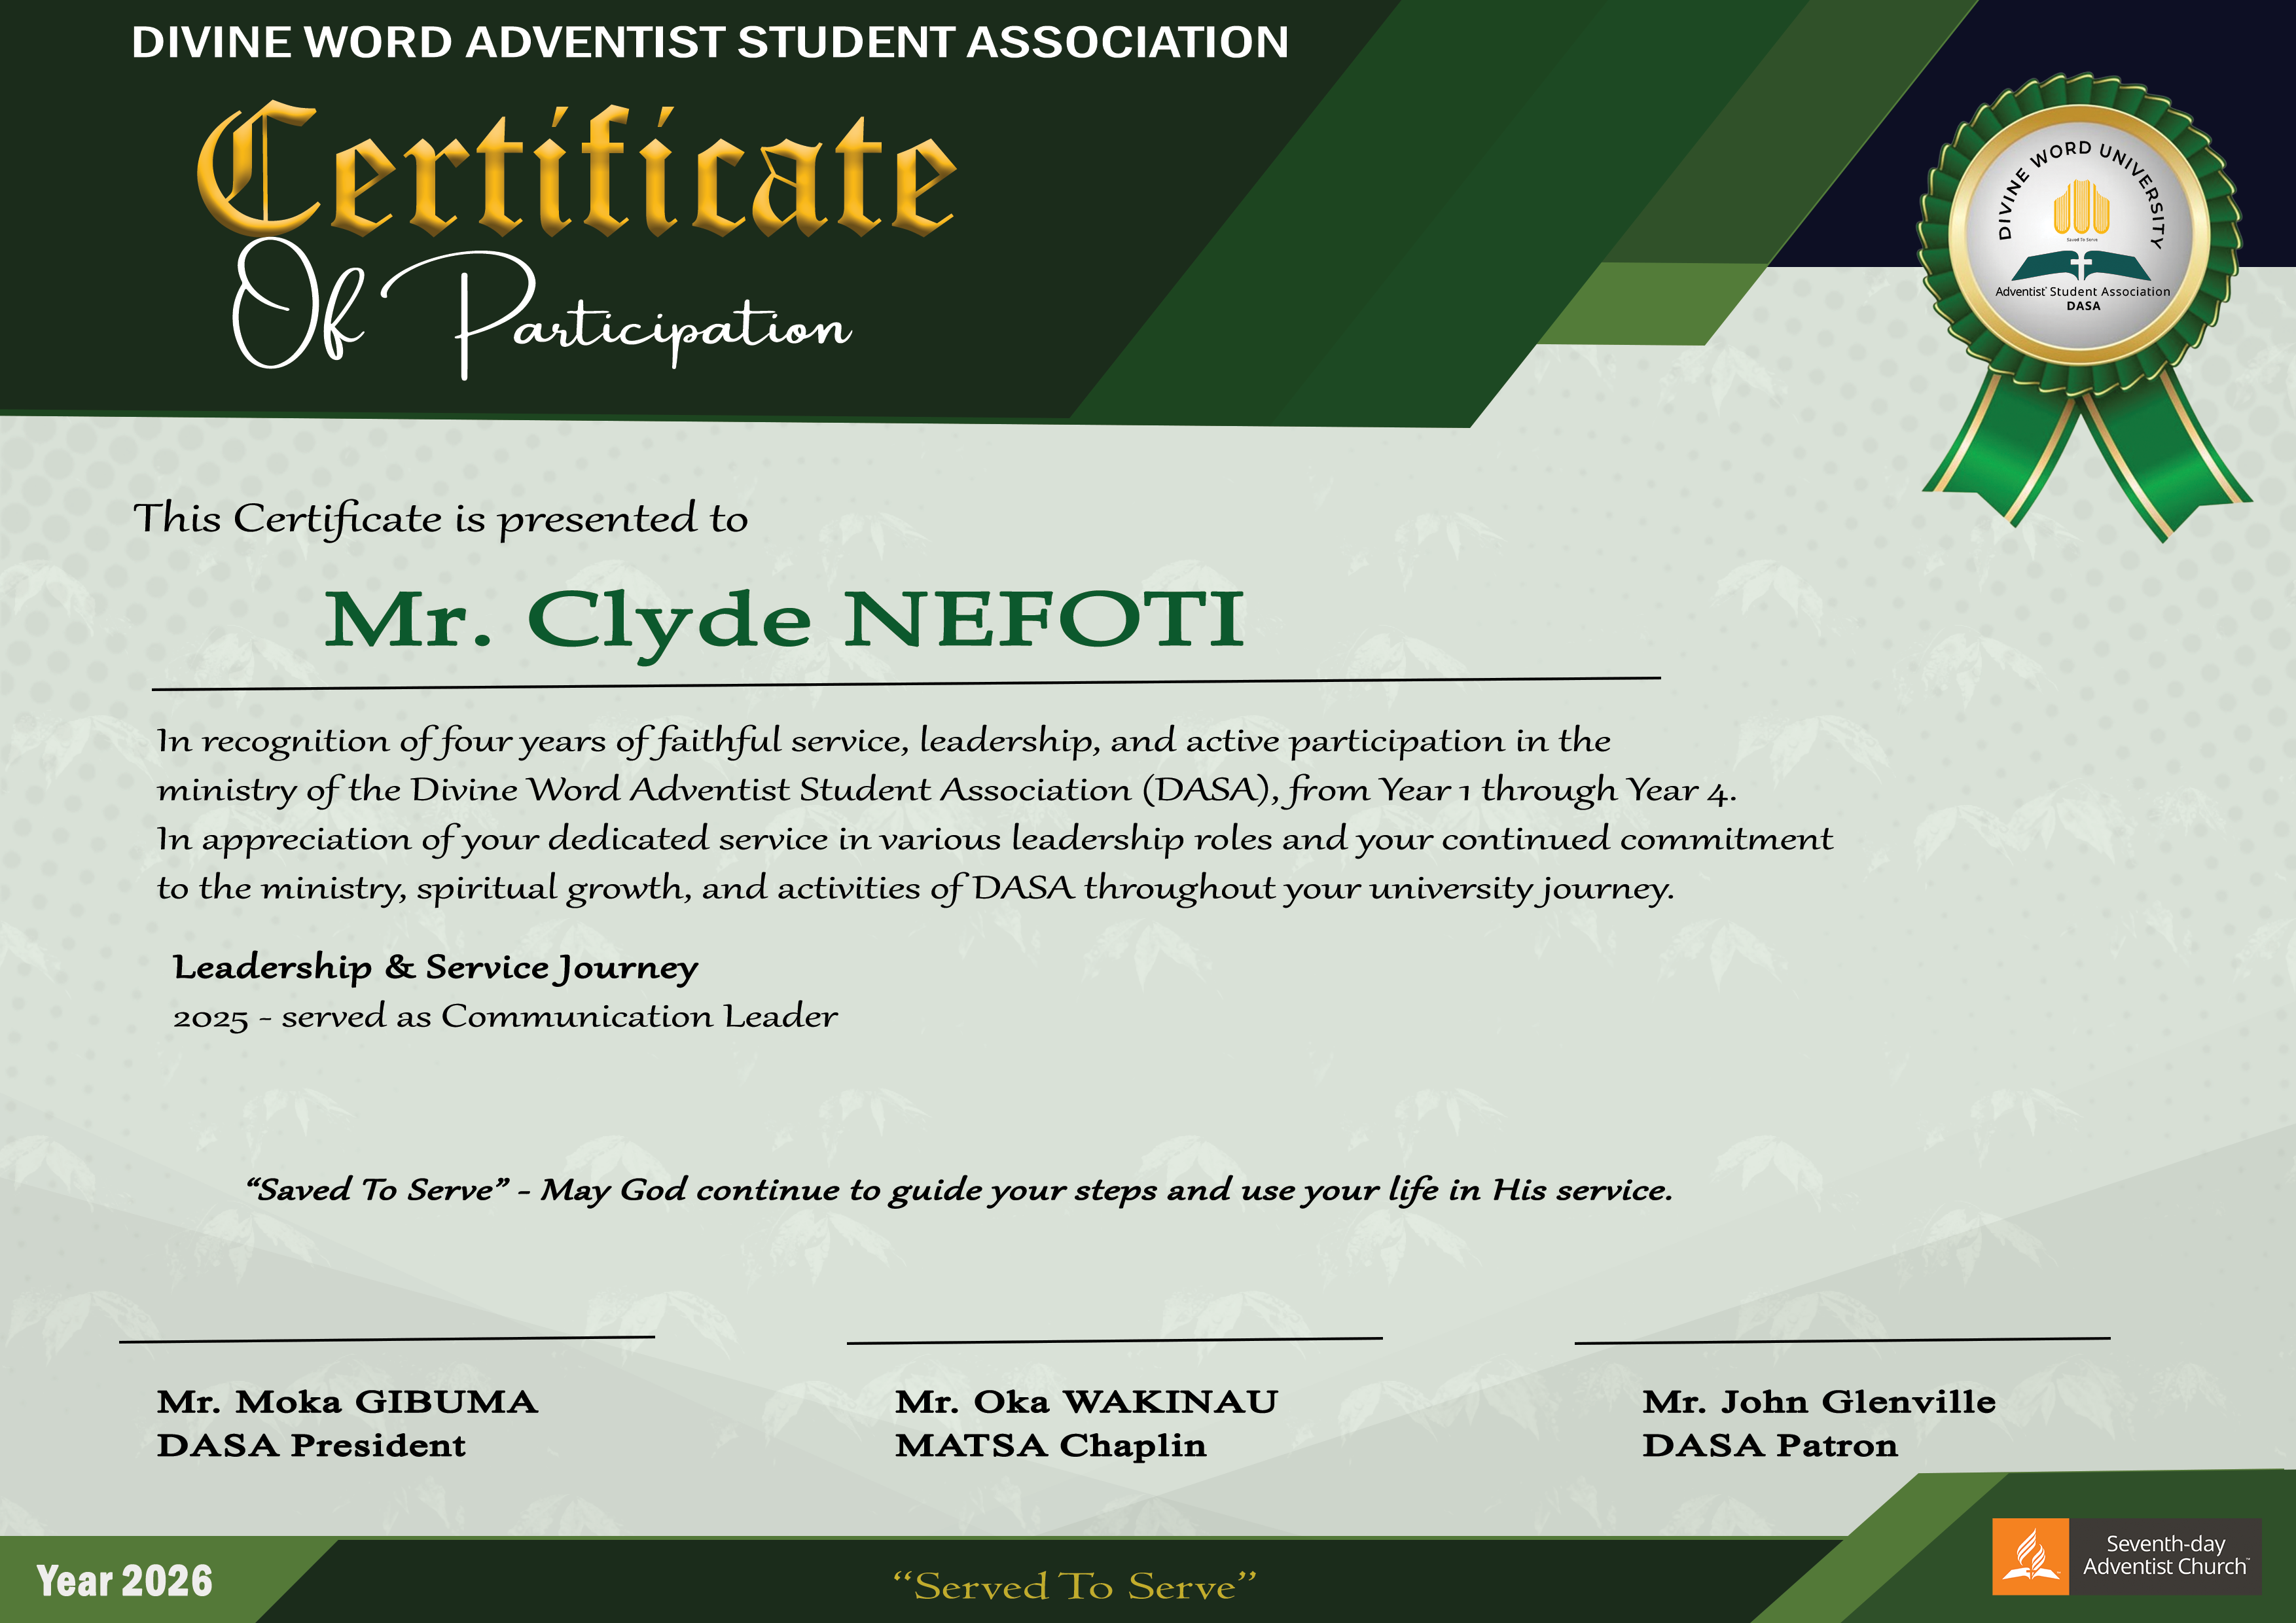 DIVINE WORD ADVENTIST STUDENT ASSOCIATION
Certificate
Of Participation
DIVINE WORD UNIVERSITY
Saved To Serve
Adventist Student Association
DASA
This Certificate is presented to
Mr. Clyde NEFOTI
In recognition of four years of faithful service, leadership, and active participation in the
ministry of the Divine Word Adventist Student Association (DASA), from Year 1 through Year 4.
In appreciation of your dedicated service in various leadership roles and your continued commitment
to the ministry, spiritual growth, and activities of DASA throughout your university journey.
Leadership & Service Journey
2025 - served as Communication Leader
“Saved To Serve” - May God continue to guide your steps and use your life in His service.
Mr. Moka GIBUMA
DASA President
Mr. Oka WAKINAU
MATSA Chaplin
Mr. John Glenville
DASA Patron
Year 2026
“Served To Serve”
Seventh-day
Adventist Church™